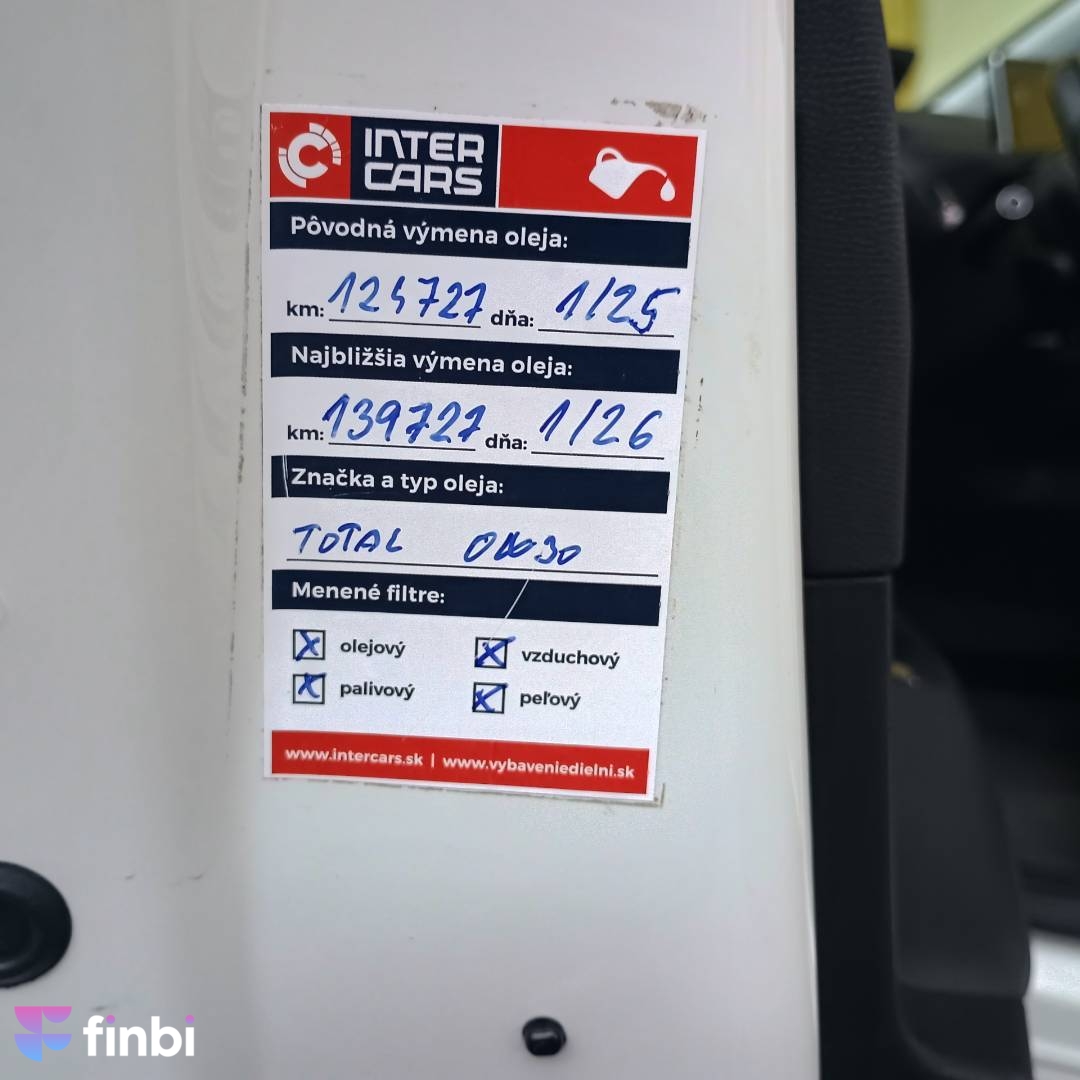 INTER
CARS
Pôvodná výmena oleja:
km: 124727 dňa: 1/25
Najbližšia výmena oleja:
km: 139727 dňa: 1/26
Značka a typ oleja:
TOTAL 0W30
Menené filtre:
X olejový X vzduchový
X palivový X peľový
www.intercars.sk | www.vybaveniedielni.sk
finbi